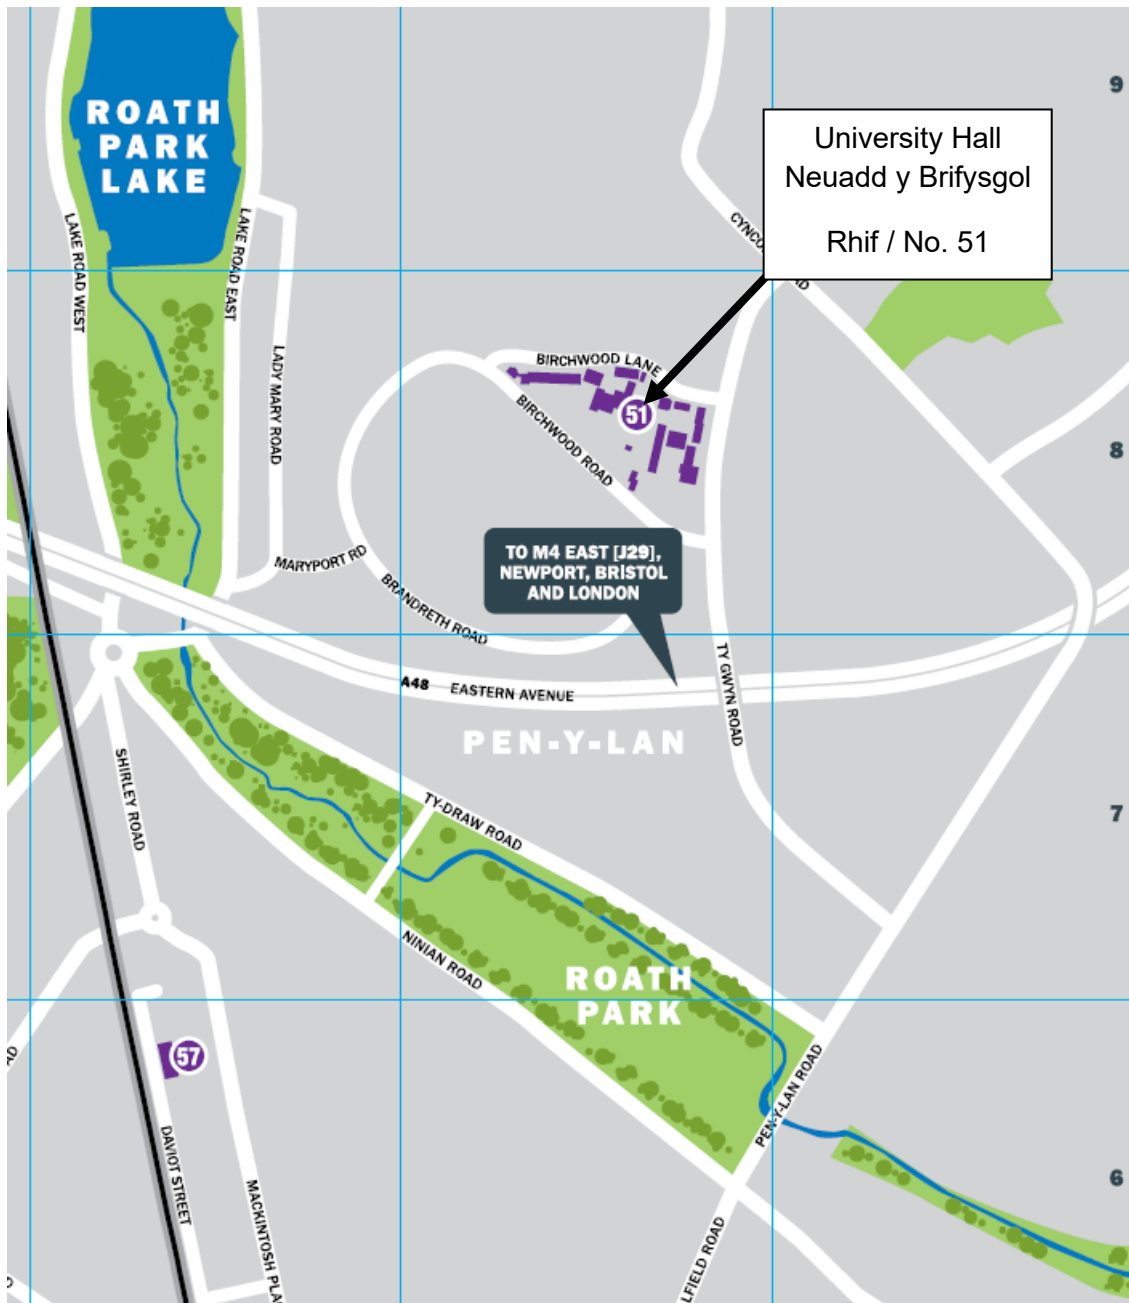 9
ROATH
PARK
LAKE
University Hall
Neuadd y Brifysgol
Rhif / No. 51
LAKE ROAD WEST
LAKE ROAD EAST
LADY MARY ROAD
BIRCHWOOD LANE
51
BIRCHWOOD ROAD
8
TO M4 EAST [J29],
NEWPORT, BRISTOL
AND LONDON
MARYPORT RD
BRANDRETH ROAD
TY GWYN ROAD
A48 EASTERN AVENUE
PEN-Y-LAN
SHIRLEY ROAD
TY-DRAW ROAD
7
NINIAN ROAD
ROATH
PARK
57
PEN-Y-LAN ROAD
DAVIOT STREET
MACKINTOSH
6
ROAD